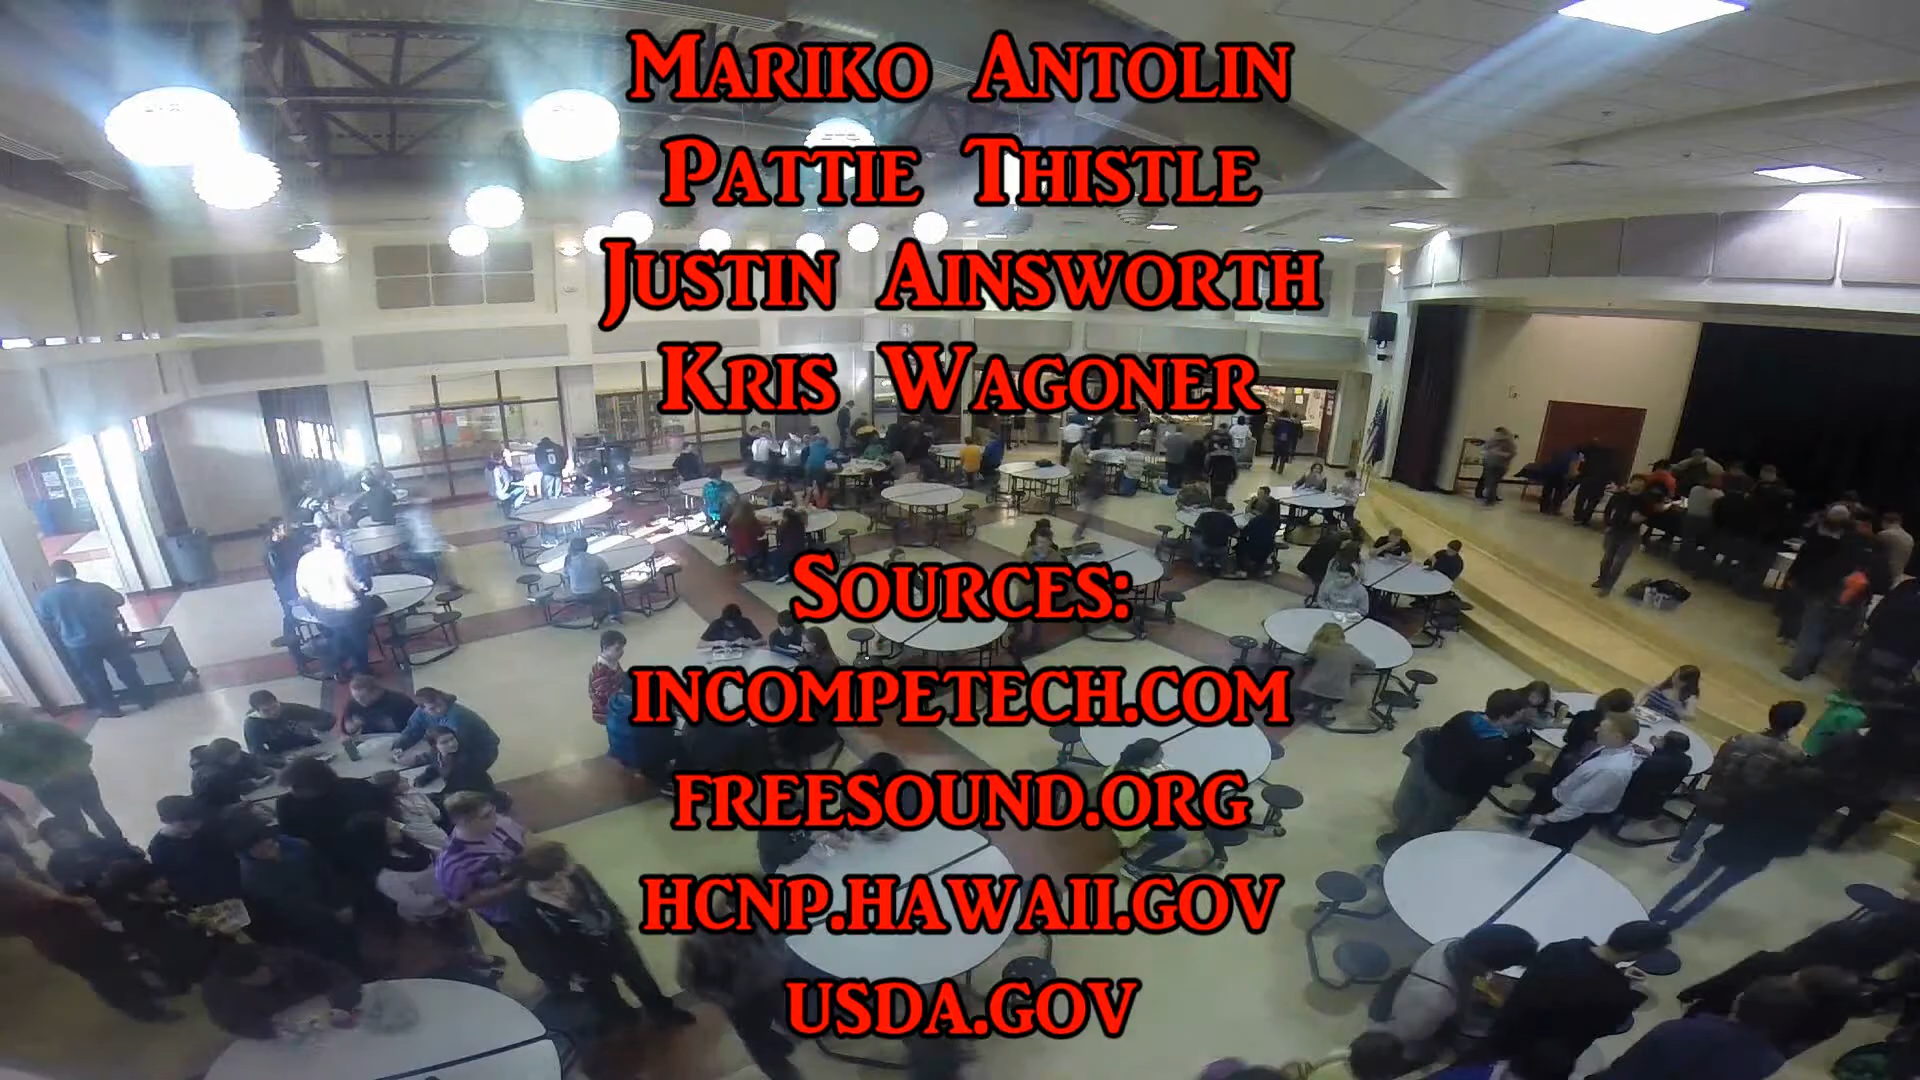 Mariko Antolin
Pattie Thistle
Justin Ainsworth
Kris Wagoner
Sources:
incompetech.com
freesound.org
hcnp.hawaii.gov
usda.gov